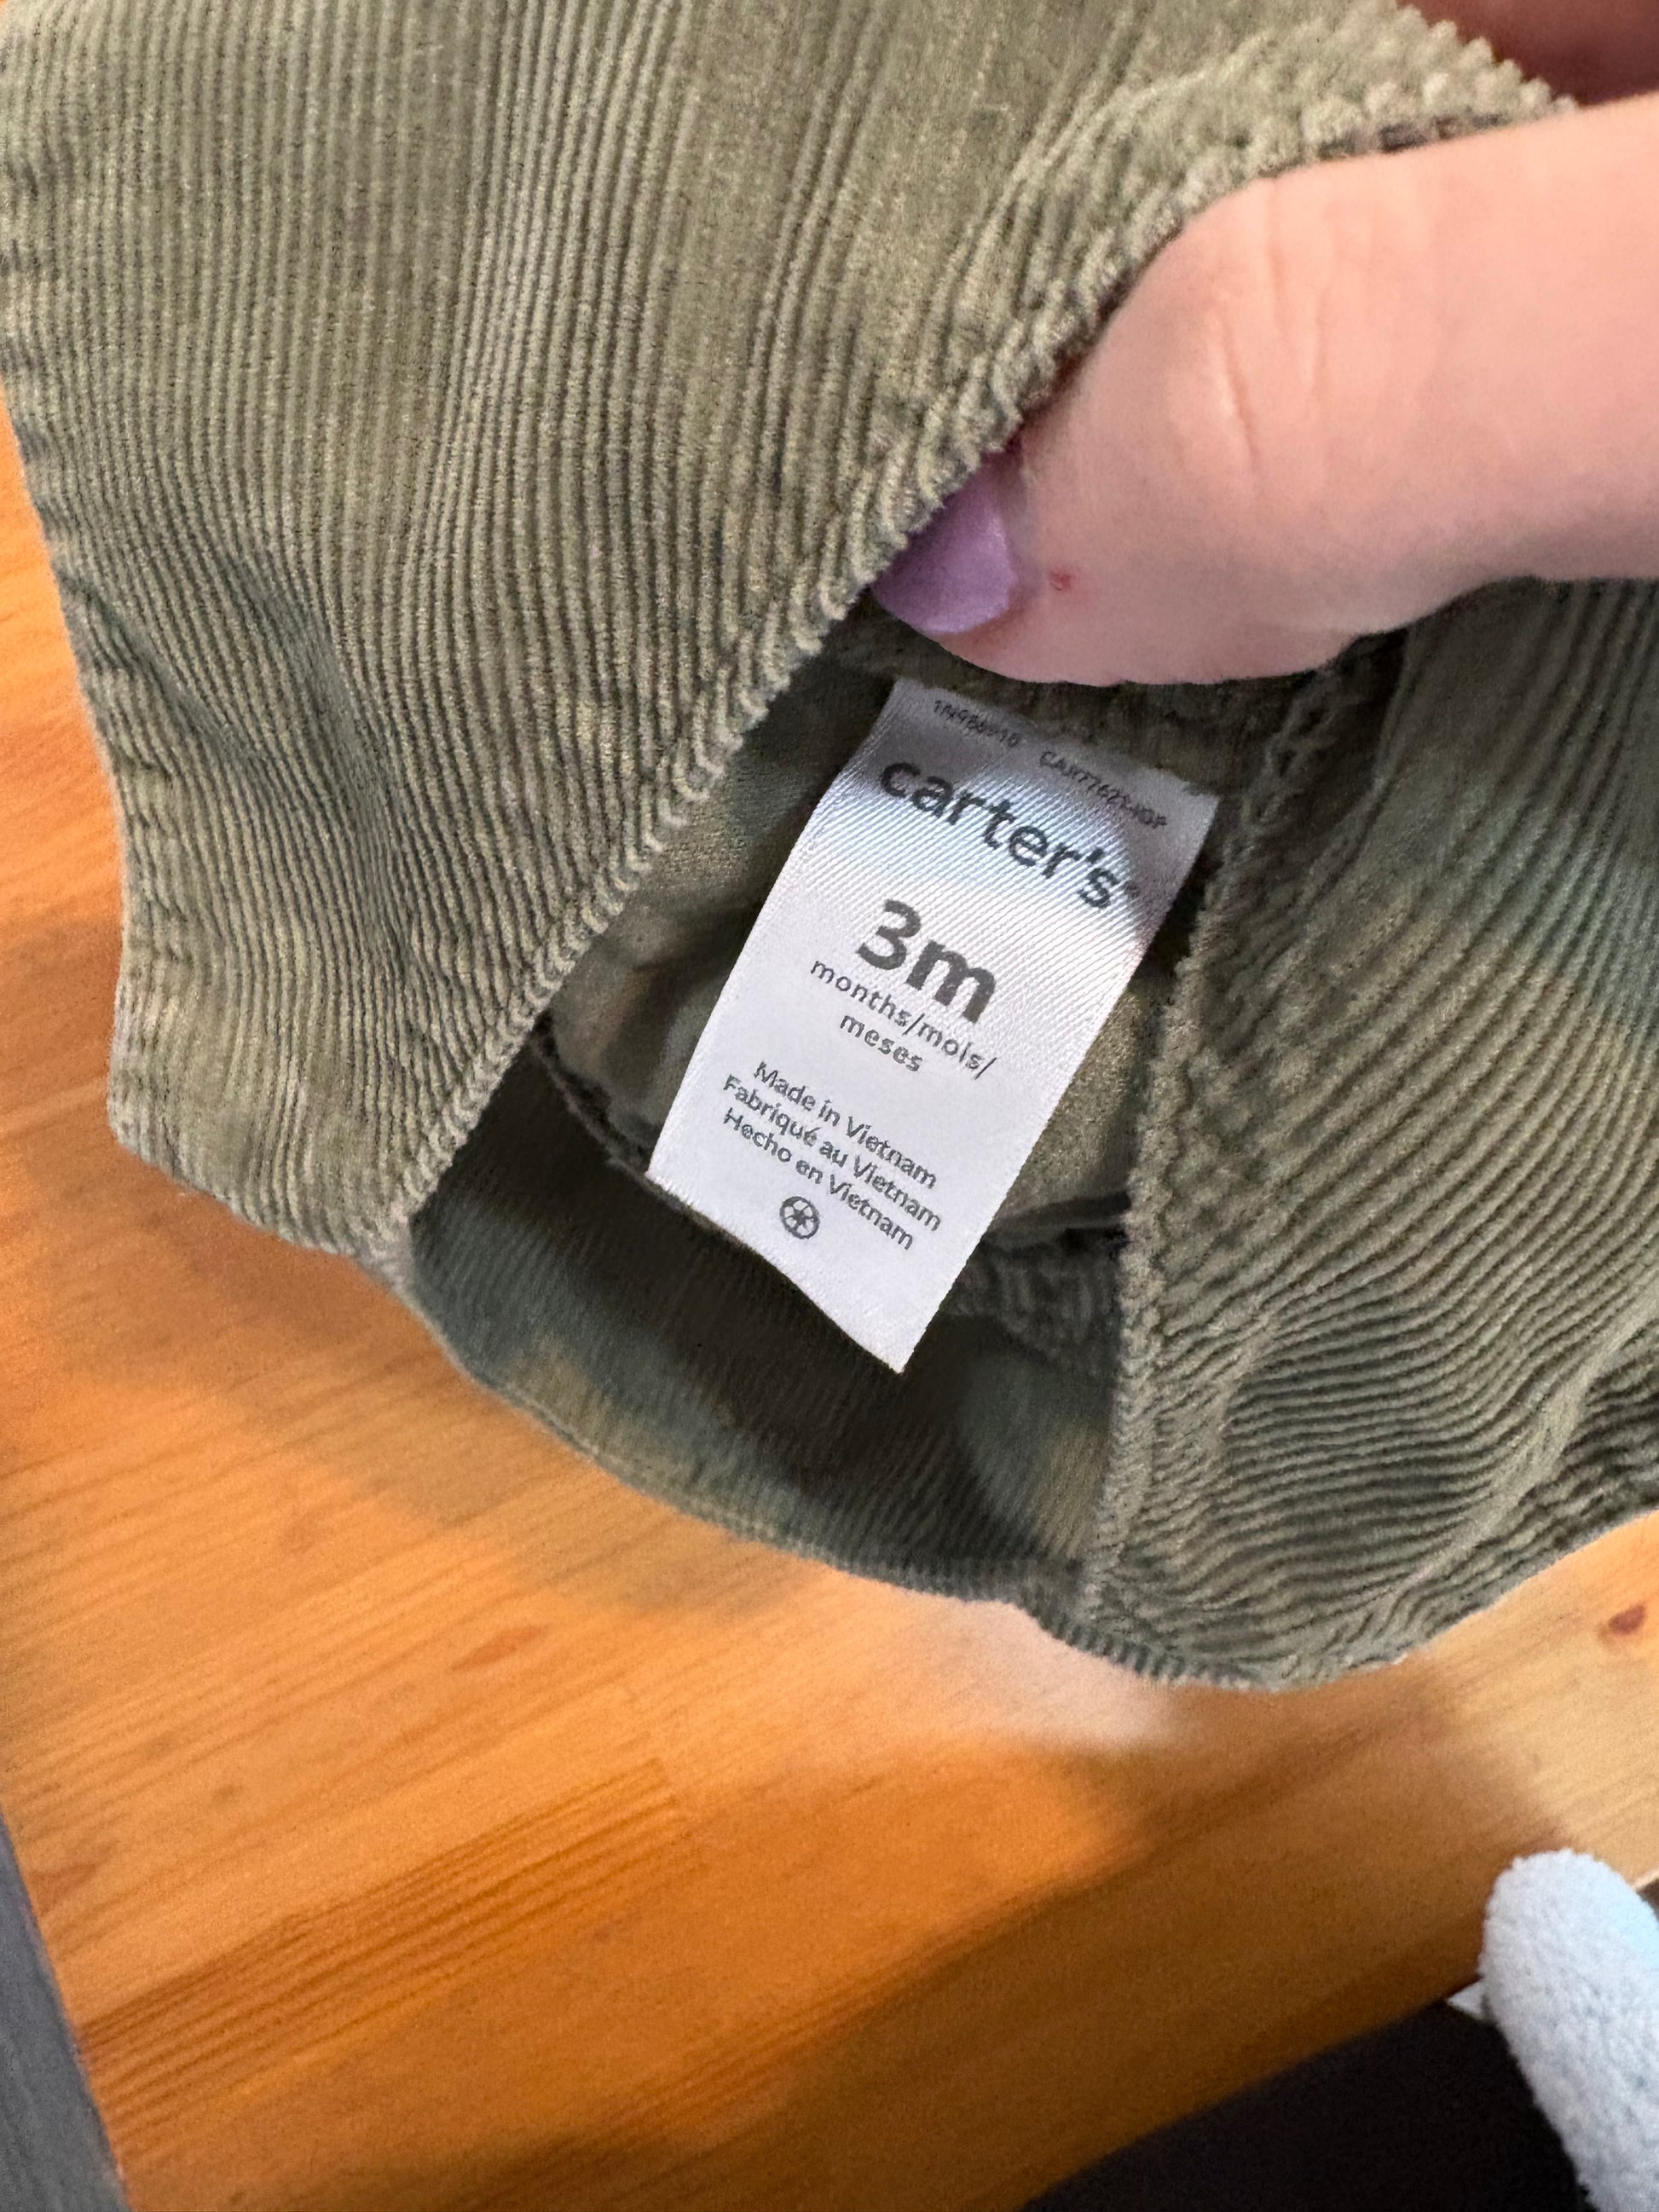 carter's
3m
months/mois/
meses
Made in Vietnam
Fabriqué au Vietnam
Hecho en Vietnam